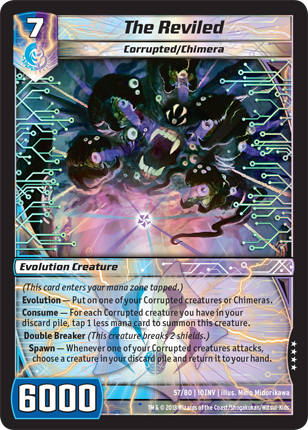 7
The Reviled
Corrupted/Chimera
Evolution Creature
(This card enters your mana zone tapped.)
Evolution — Put on one of your Corrupted creatures or Chimeras.
Consume — For each Corrupted creature you have in your
discard pile, tap 1 less mana card to summon this creature.
Double Breaker (This creature breaks 2 shields.)
Spawn — Whenever one of your Corrupted creatures attacks,
choose a creature in your discard pile and return it to your hand.
57/80 | 10INV | Illus. Miho Midorikawa
6000
TM & © 2013 Wizards of the Coast/Shogakukan/Mitsui-Kids